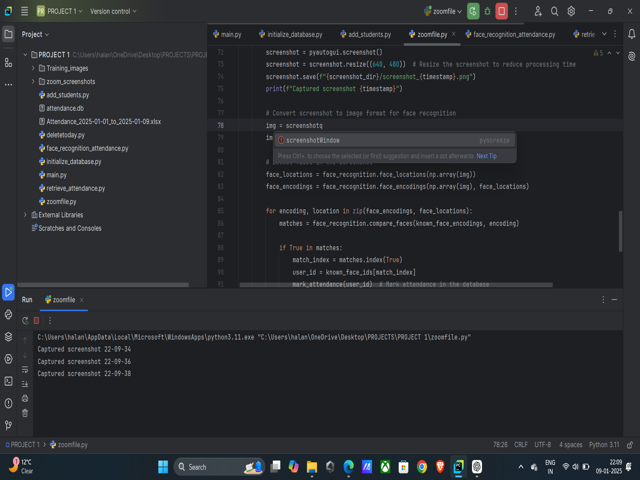 PR PROJECT 1 Version control zoomfile
Project
PROJECT 1 C:\Users\halan\OneDrive\Desktop\PROJECTS\PROJECT 1
Training_images
zoom_screenshots
add_students.py
attendance.db
Attendance_2025-01-01_to_2025-01-09.xlsx
deletetoday.py
face_recognition_attendance.py
initialize_database.py
main.py
retrieve_attendance.py
zoomfile.py
External Libraries
Scratches and Consoles
main.py initialize_database.py add_students.py zoomfile.py face_recognition_attendance.py retrie
5
72 screenshot = pyautogui.screenshot()
73 screenshot = screenshot.resize((640, 480)) # Resize the screenshot to reduce processing time
74 screenshot.save(f"{screenshot_dir}/screenshot_{timestamp}.png")
75 print(f"Captured screenshot {timestamp}")
76
77 # Convert screenshot to image format for face recognition
78 img = screenshotq
79 im
screenshotWindow pyscreeze
Press Ctrl+. to choose the selected (or first) suggestion and insert a dot afterwards Next Tip
82 face_locations = face_recognition.face_locations(np.array(img))
83 face_encodings = face_recognition.face_encodings(np.array(img), face_locations)
84
85 for encoding, location in zip(face_encodings, face_locations):
86 matches = face_recognition.compare_faces(known_face_encodings, encoding)
87
88 if True in matches:
89 match_index = matches.index(True)
90 user_id = known_face_ids[match_index]
91 mark_attendance(user_id) # Mark attendance in the database
Run zoomfile
C:\Users\halan\AppData\Local\Microsoft\WindowsApps\python3.11.exe "C:\Users\halan\OneDrive\Desktop\PROJECTS\PROJECT 1\zoomfile.py"
Captured screenshot 22-09-34
Captured screenshot 22-09-36
Captured screenshot 22-09-38
PROJECT 1 zoomfile.py 78:26 CRLF UTF-8 4 spaces Python 3.11
12°C
Clear
Search
ENG
IN
22:09
09-01-2025